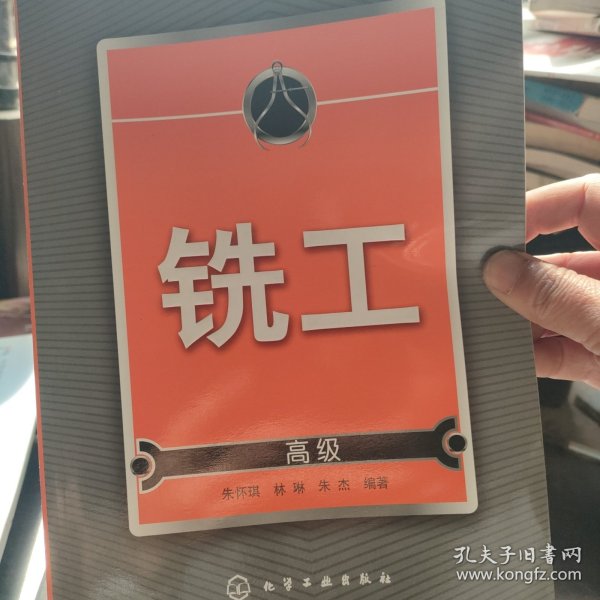 铣工
高级
朱怀琪 林琳 朱杰 编著
化学工业出版社
孔夫子旧书网
www.kongfz.com